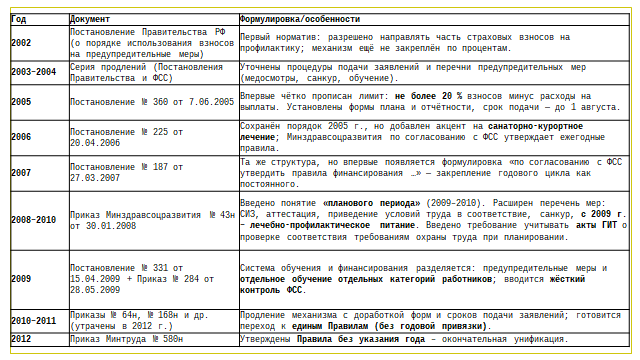 Год Документ Формулировка/особенности
2002
Постановление Правительства РФ
(о порядке использования взносов
на предупредительные меры)
Первый норматив: разрешено направлять часть страховых взносов на
профилактику; механизм ещё не закреплён по процентам.
2003–2004
Серия продлений (Постановления
Правительства и ФСС)
Уточнены процедуры подачи заявлений и перечни предупредительных мер
(медосмотры, санкур, обучение).
2005
Постановление № 360 от 7.06.2005
Впервые чётко прописан лимит: не более 20 % взносов минус расходы на
выплаты. Установлены формы плана и отчётности, срок подачи — до 1 августа.
2006
Постановление № 225 от
20.04.2006
Сохранён порядок 2005 г., но добавлен акцент на санаторно-курортное
лечение; Минздравсоцразвития по согласованию с ФСС утверждает ежегодные
правила.
2007
Постановление № 187 от
27.03.2007
Та же структура, но впервые появляется формулировка «по согласованию с ФСС
утвердить правила финансирования …» — закрепление годового цикла как
постоянного.
2008–2010
Приказ Минздравсоцразвития № 43н
от 30.01.2008
Введено понятие «планового периода» (2009–2010). Расширен перечень мер:
СИЗ, аттестация, приведение условий труда в соответствие, санкур, с 2009 г.
– лечебно-профилактическое питание. Введено требование учитывать акты ГИТ о
проверке соответствия требованиям охраны труда при планировании.
2009
Постановление № 331 от
15.04.2009 + Приказ № 284 от
28.05.2009
Система обучения и финансирования разделяется: предупредительные меры и
отдельное обучение отдельных категорий работников; вводится жёсткий
контроль ФСС.
2010–2011
Приказы № 64н, № 168н и др.
(утрачены в 2012 г.)
Продление механизма с доработкой форм и сроков подачи заявлений; готовится
переход к единым Правилам (без годовой привязки).
2012 Приказ Минтруда № 580н Утверждены Правила без указания года – окончательная унификация.